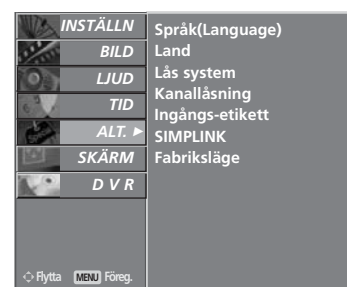 INSTÄLLN
BILD
LJUD
TID
ALT.
SKÄRM
D V R
Språk(Language)
Land
Lås system
Kanallåsning
Ingångs-etikett
SIMPLINK
Fabriksläge
Flytta MENU Föreg.